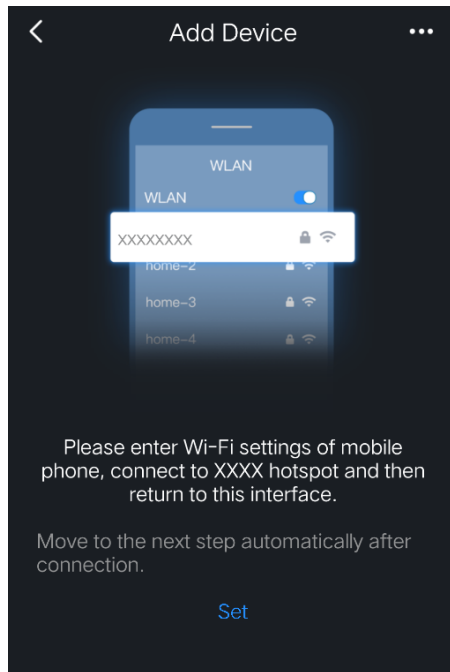 Add Device
WLAN
WLAN
XXXXXXXX
home-2
home-3
home-4
Please enter Wi-Fi settings of mobile
phone, connect to XXXX hotspot and then
return to this interface.
Move to the next step automatically after
connection.
Set